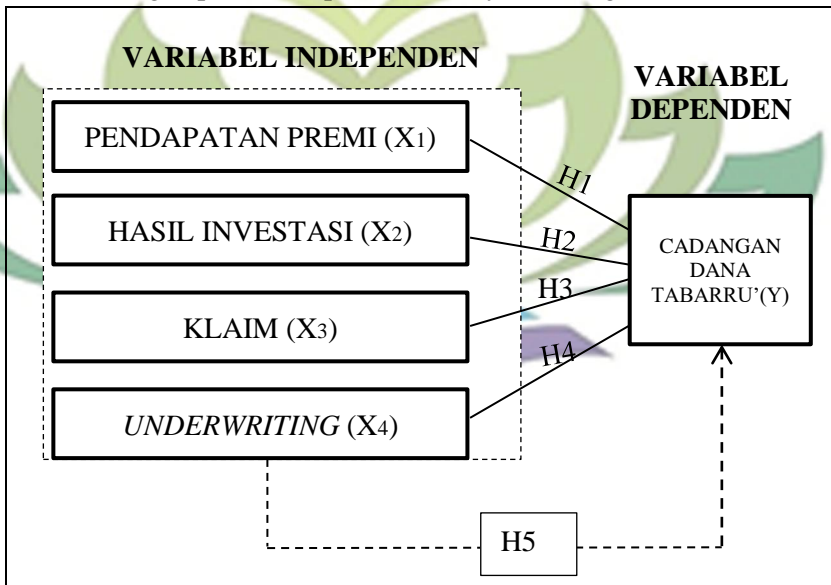 VARIABEL INDEPENDEN
VARIABEL
DEPENDEN
PENDAPATAN PREMI (X1)
HASIL INVESTASI (X2)
KLAIM (X3)
UNDERWRITING (X4)
H1
H2
H3
H4
CADANGAN
DANA
TABARRU’(Y)
H5